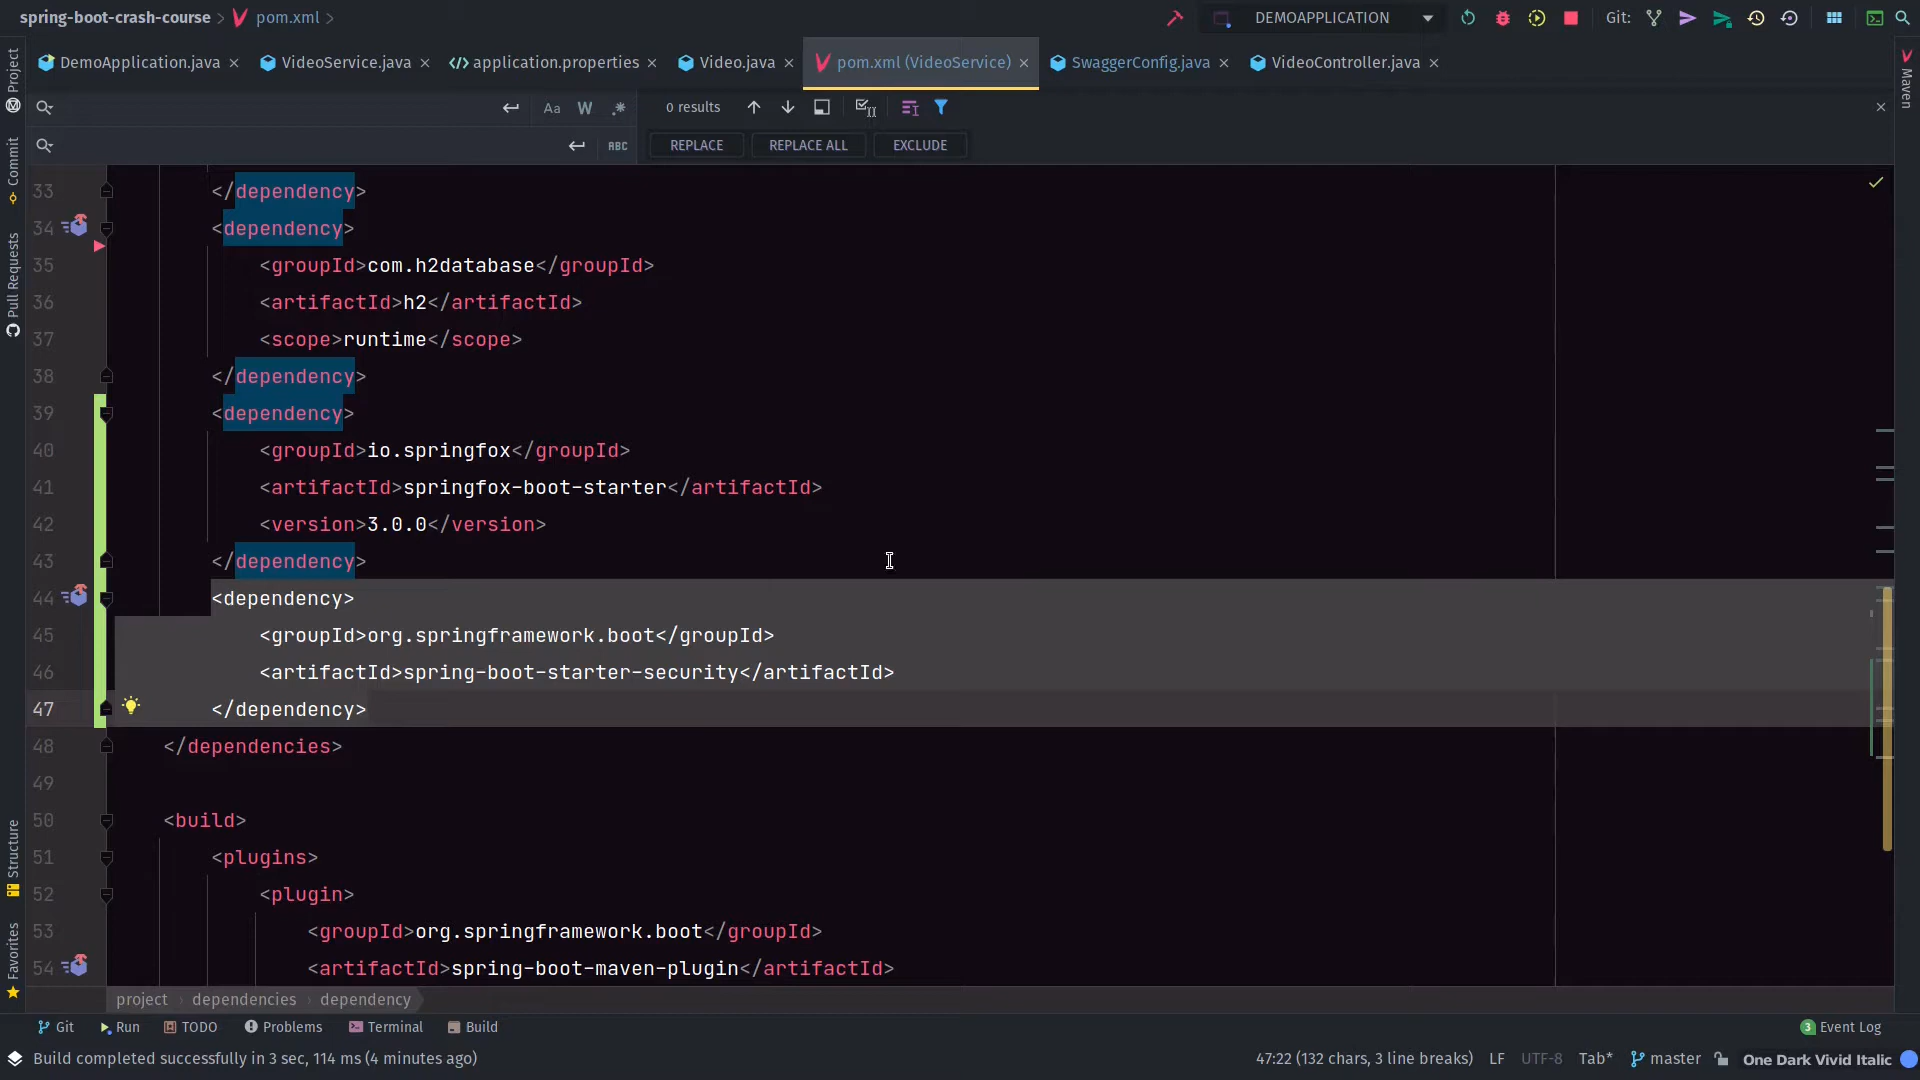 spring-boot-crash-course
pom.xml
DEMOAPPLICATION
Git:
DemoApplication.java
VideoService.java
application.properties
Video.java
pom.xml (VideoService)
SwaggerConfig.java
VideoController.java
Aa
W
0 results
ABC
REPLACE
REPLACE ALL
EXCLUDE
Project
Commit
Pull Requests
Structure
Favorites
Maven
33 </dependency>
34 <dependency>
35 <groupId>com.h2database</groupId>
36 <artifactId>h2</artifactId>
37 <scope>runtime</scope>
38 </dependency>
39 <dependency>
40 <groupId>io.springfox</groupId>
41 <artifactId>springfox-boot-starter</artifactId>
42 <version>3.0.0</version>
43 </dependency>
44 <dependency>
45 <groupId>org.springframework.boot</groupId>
46 <artifactId>spring-boot-starter-security</artifactId>
47 </dependency>
48 </dependencies>
49
50 <build>
51 <plugins>
52 <plugin>
53 <groupId>org.springframework.boot</groupId>
54 <artifactId>spring-boot-maven-plugin</artifactId>
project
dependencies
dependency
Git
Run
TODO
Problems
Terminal
Build
3 Event Log
Build completed successfully in 3 sec, 114 ms (4 minutes ago)
47:22 (132 chars, 3 line breaks)
LF
UTF-8
Tab*
master
One Dark Vivid Italic